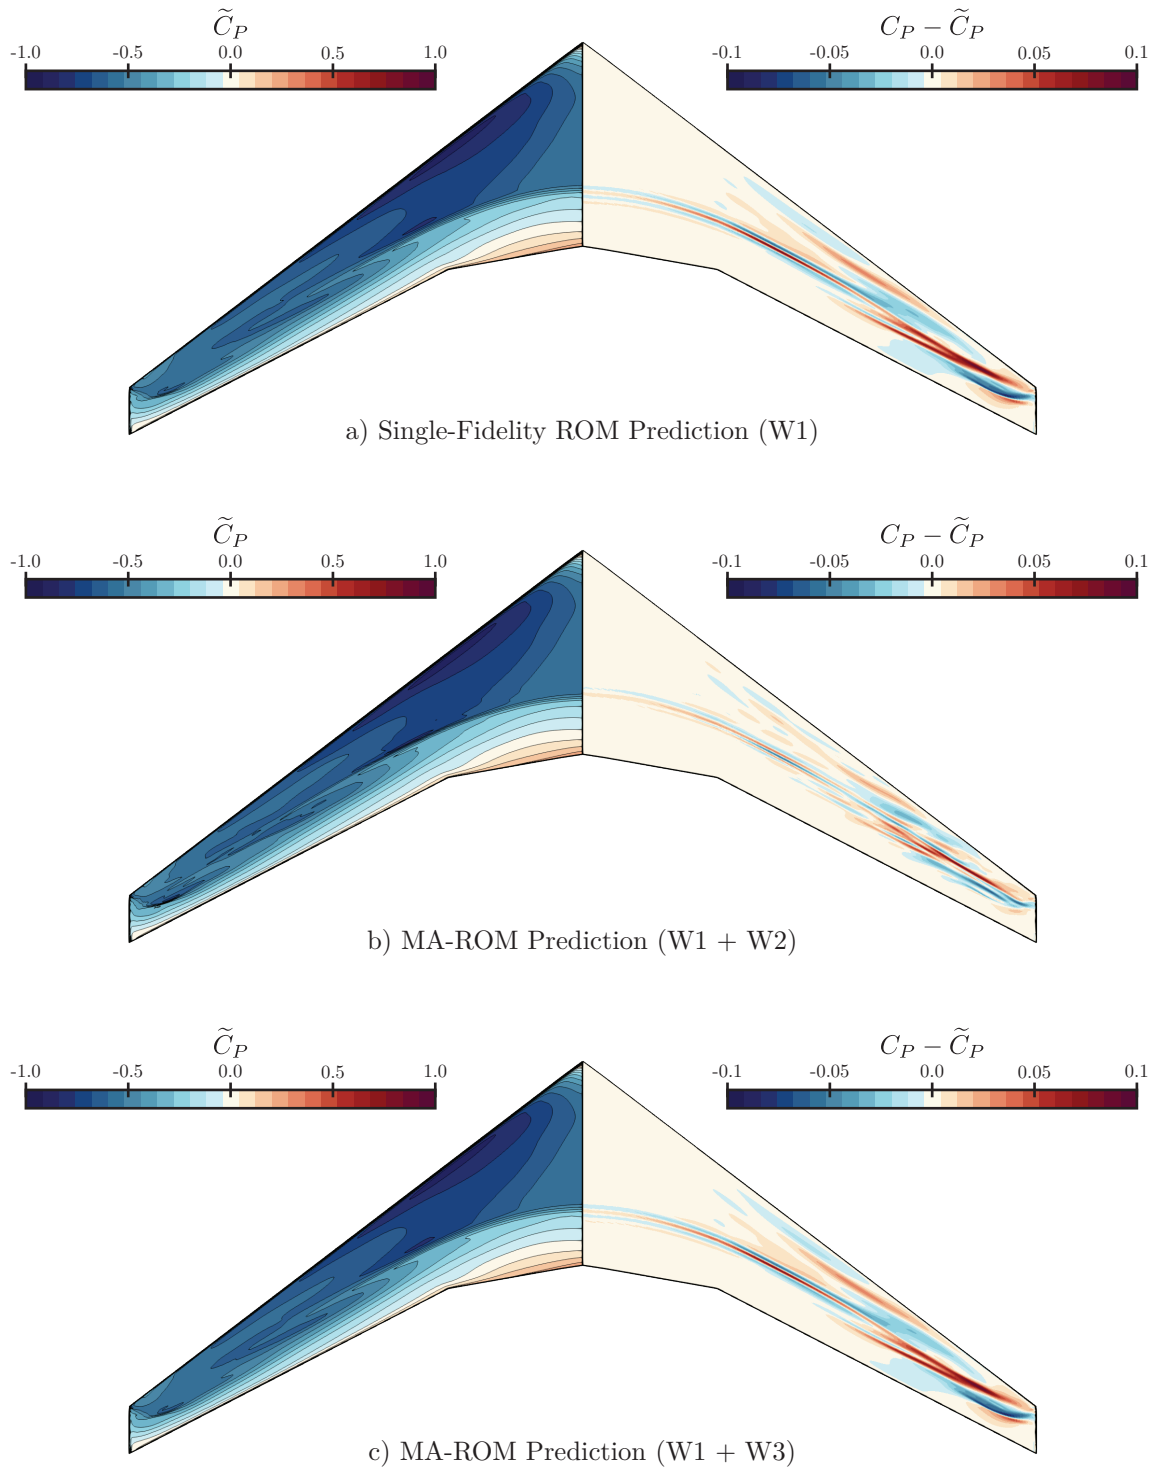 C̃_P C_P − C̃_P
-1.0 -0.5 0.0 0.5 1.0 -0.1 -0.05 0.0 0.05 0.1
a) Single-Fidelity ROM Prediction (W1)
C̃_P C_P − C̃_P
-1.0 -0.5 0.0 0.5 1.0 -0.1 -0.05 0.0 0.05 0.1
b) MA-ROM Prediction (W1 + W2)
C̃_P C_P − C̃_P
-1.0 -0.5 0.0 0.5 1.0 -0.1 -0.05 0.0 0.05 0.1
c) MA-ROM Prediction (W1 + W3)